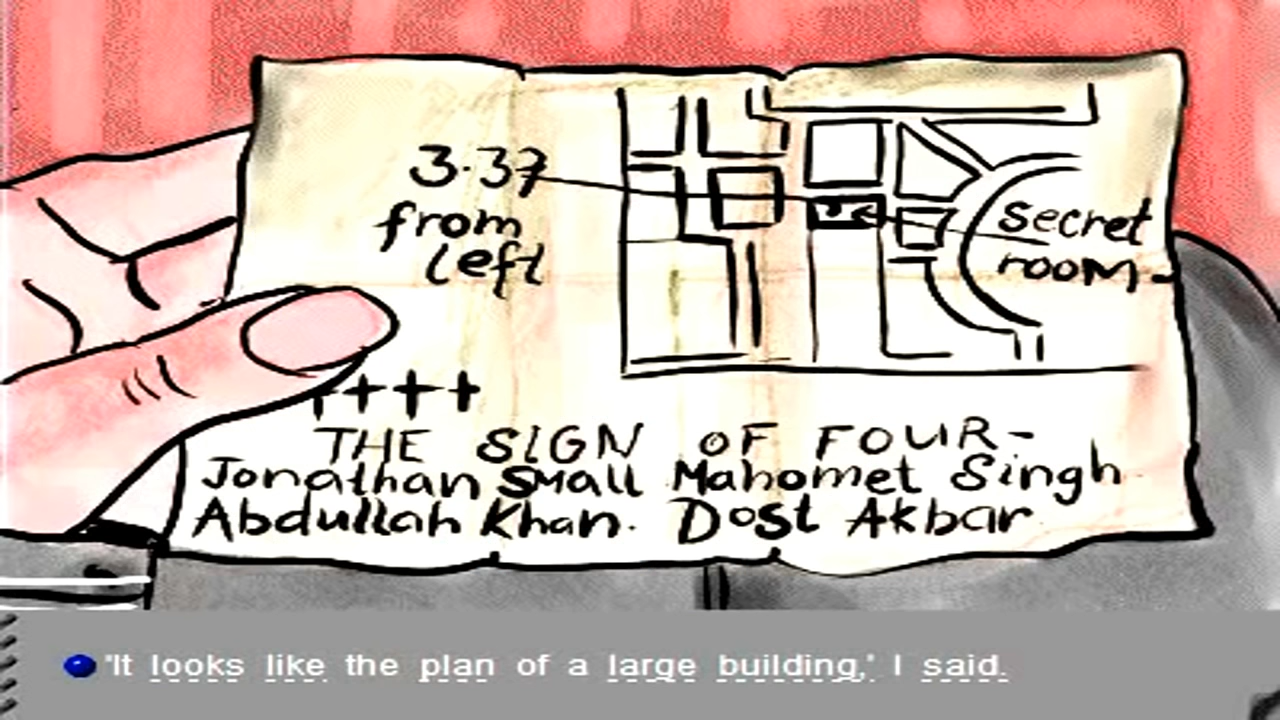 3.37
from
left
secret
room.
++++
THE SIGN OF FOUR-
Jonathan Small Mahomet Singh
Abdullah Khan. Dost Akbar
'It looks like the plan of a large building,' I said.